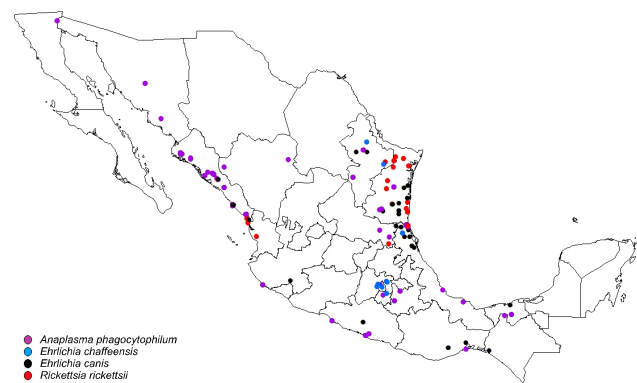 Anaplasma phagocytophilum
Ehrlichia chaffeensis
Ehrlichia canis
Rickettsia rickettsii